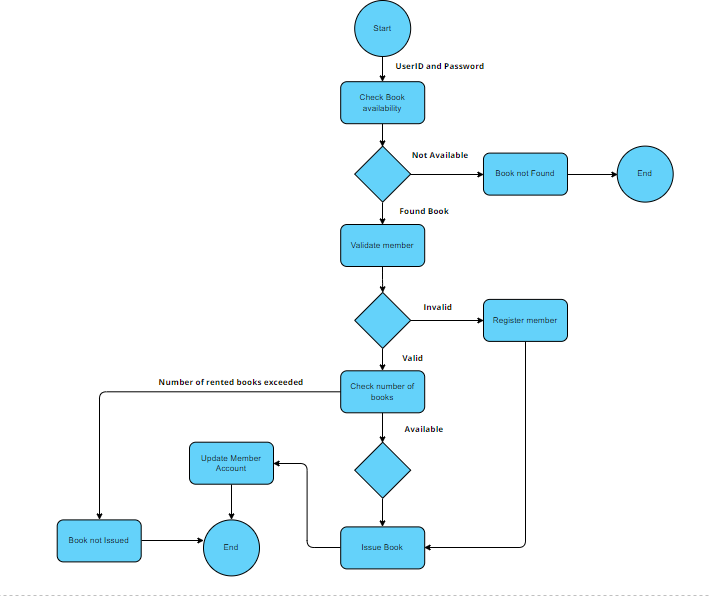 Start
UserID and Password
Check Book
availability
Not Available
Book not Found
End
Found Book
Validate member
Invalid
Register member
Valid
Number of rented books exceeded
Check number of
books
Available
Update Member
Account
Book not Issued
End
Issue Book